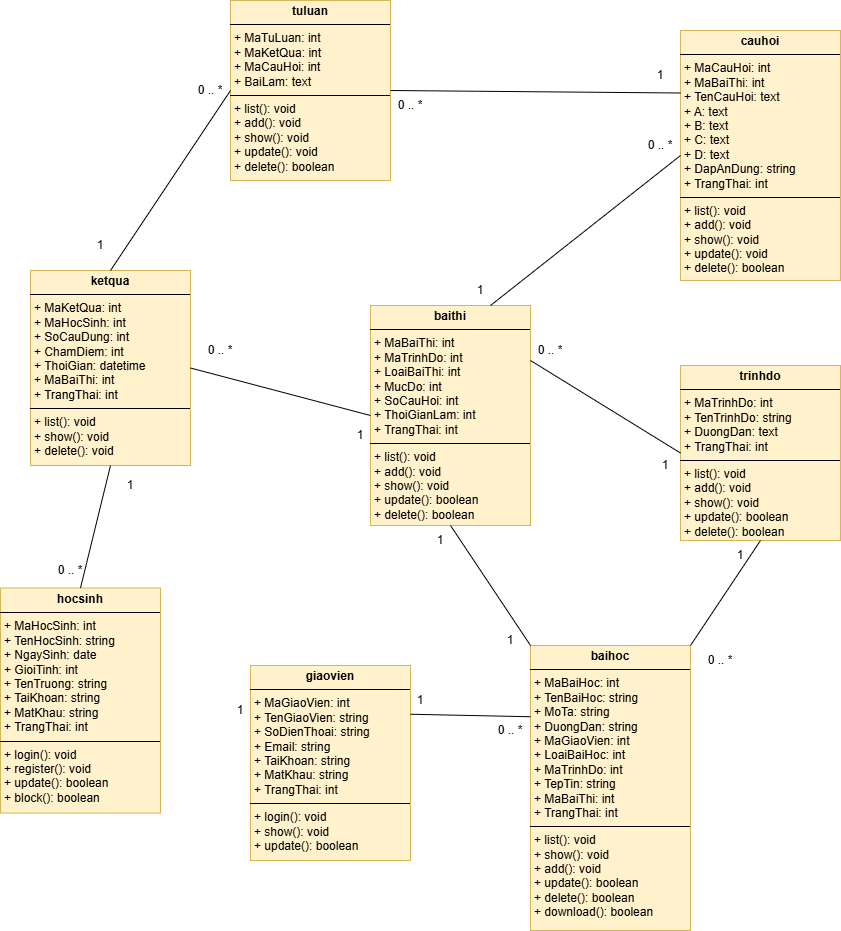 tuluan
+ MaTuLuan: int
+ MaKetQua: int
+ MaCauHoi: int
+ BaiLam: text
+ list(): void
+ add(): void
+ show(): void
+ update(): void
+ delete(): boolean
0 .. *
0 .. *
1
cauhoi
+ MaCauHoi: int
+ MaBaiThi: int
+ TenCauHoi: text
+ A: text
+ B: text
+ C: text
+ D: text
+ DapAnDung: string
+ TrangThai: int
+ list(): void
+ add(): void
+ show(): void
+ update(): void
+ delete(): boolean
0 .. *
1
1
ketqua
+ MaKetQua: int
+ MaHocSinh: int
+ SoCauDung: int
+ ChamDiem: int
+ ThoiGian: datetime
+ MaBaiThi: int
+ TrangThai: int
+ list(): void
+ show(): void
+ delete(): void
0 .. *
1
1
0 .. *
baithi
+ MaBaiThi: int
+ MaTrinhDo: int
+ LoaiBaiThi: int
+ MucDo: int
+ SoCauHoi: int
+ ThoiGianLam: int
+ TrangThai: int
+ list(): void
+ add(): void
+ show(): void
+ update(): boolean
+ delete(): boolean
0 .. *
1
1
1
trinhdo
+ MaTrinhDo: int
+ TenTrinhDo: string
+ DuongDan: text
+ TrangThai: int
+ list(): void
+ add(): void
+ show(): void
+ update(): boolean
+ delete(): boolean
1
0 .. *
hocsinh
+ MaHocSinh: int
+ TenHocSinh: string
+ NgaySinh: date
+ GioiTinh: int
+ TenTruong: string
+ TaiKhoan: string
+ MatKhau: string
+ TrangThai: int
+ login(): void
+ register(): void
+ update(): boolean
+ block(): boolean
1
giaovien
+ MaGiaoVien: int
+ TenGiaoVien: string
+ SoDienThoai: string
+ Email: string
+ TaiKhoan: string
+ MatKhau: string
+ TrangThai: int
+ login(): void
+ show(): void
+ update(): boolean
1
0 .. *
baihoc
+ MaBaiHoc: int
+ TenBaiHoc: string
+ MoTa: string
+ DuongDan: string
+ MaGiaoVien: int
+ LoaiBaiHoc: int
+ MaTrinhDo: int
+ TepTin: string
+ MaBaiThi: int
+ TrangThai: int
+ list(): void
+ show(): void
+ add(): void
+ update(): boolean
+ delete(): boolean
+ download(): boolean